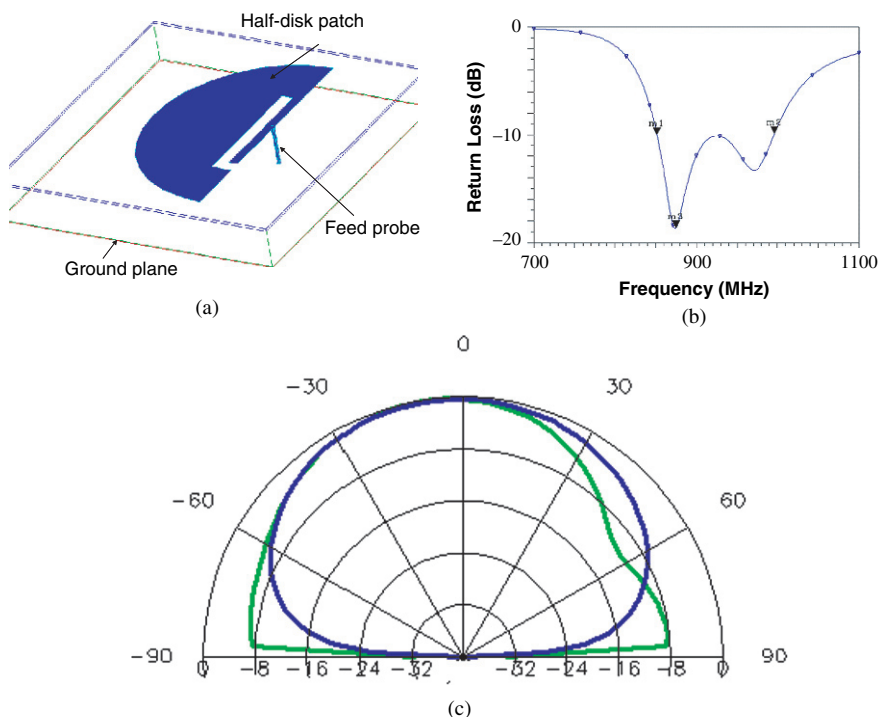 Half-disk patch
Feed probe
Ground plane
(a)
Return Loss (dB)
0
−10
−20
m1
m2
m3
700
900
1100
Frequency (MHz)
(b)
0
-30
30
-60
60
-90
90
0 -8 -16 -24 -32 -32 -24 -16 -8 0
(c)